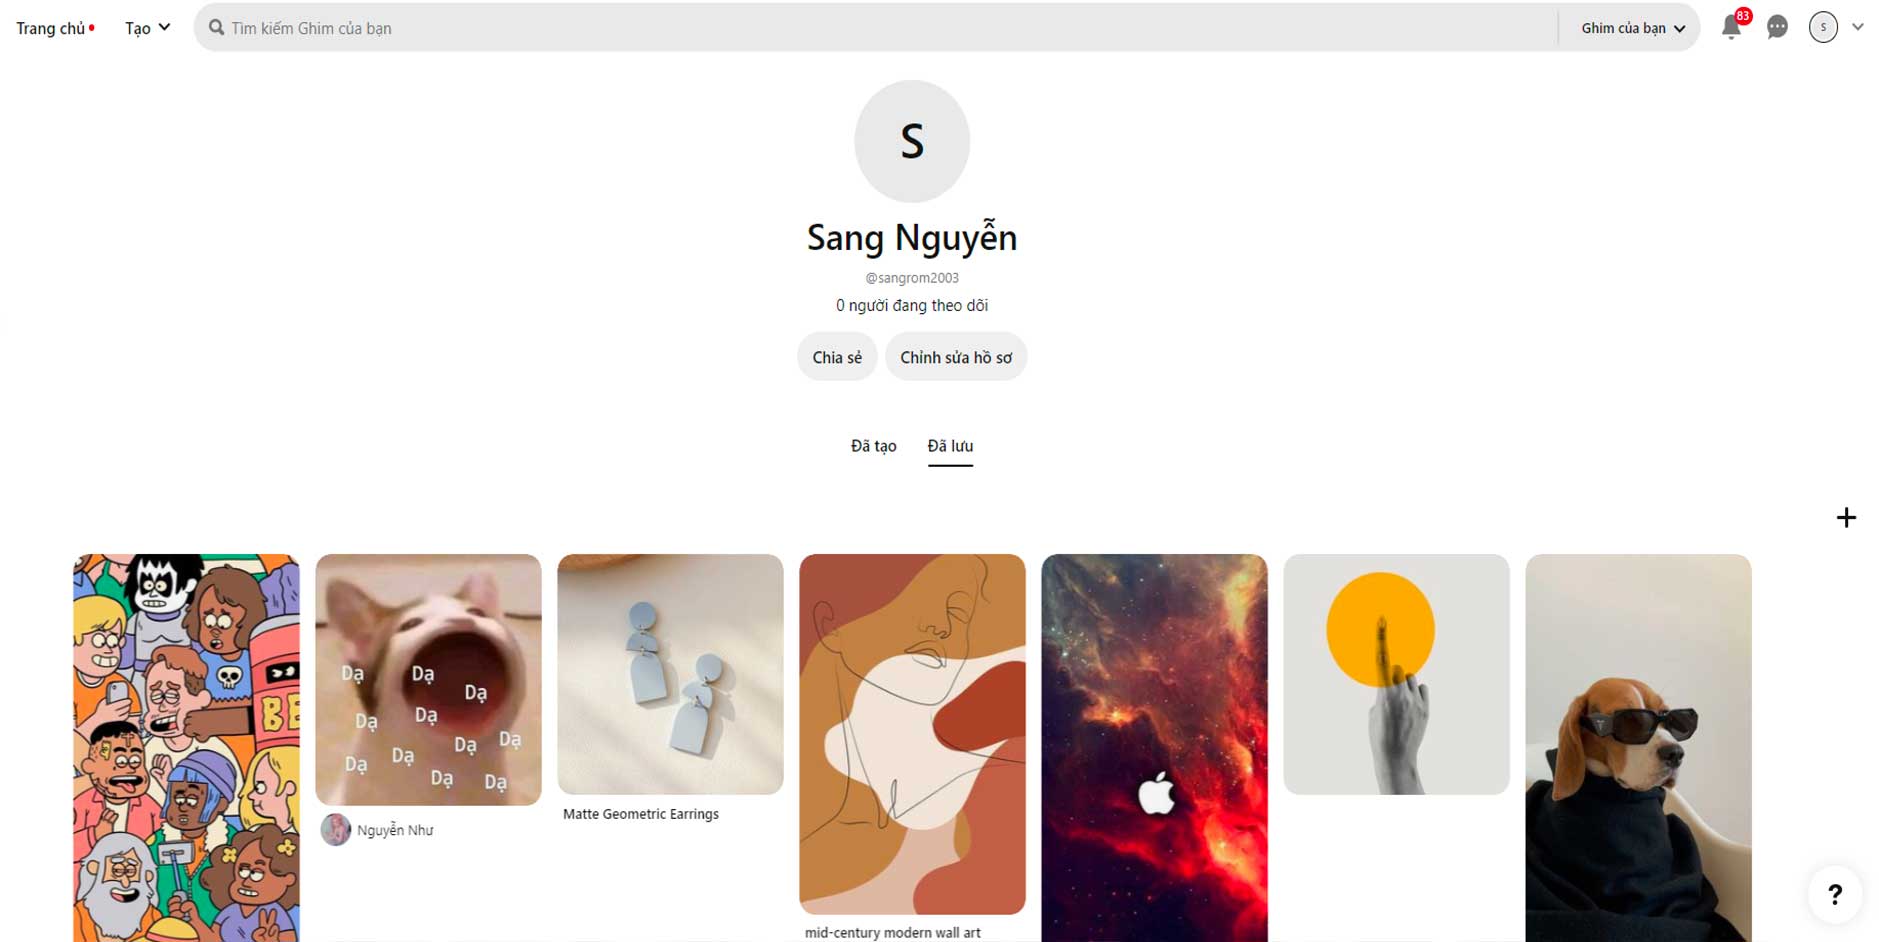 Trang chủ
Tạo
Tìm kiếm Ghim của bạn
Ghim của bạn
83
S
S
Sang Nguyễn
@sangrom2003
0 người đang theo dõi
Chia sẻ
Chỉnh sửa hồ sơ
Đã tạo
Đã lưu
+
BE
Dạ
Dạ
Dạ
Dạ
Dạ
Dạ
Dạ
Dạ
Dạ
Dạ
Dạ
Nguyễn Như
Matte Geometric Earrings
mid-century modern wall art
?